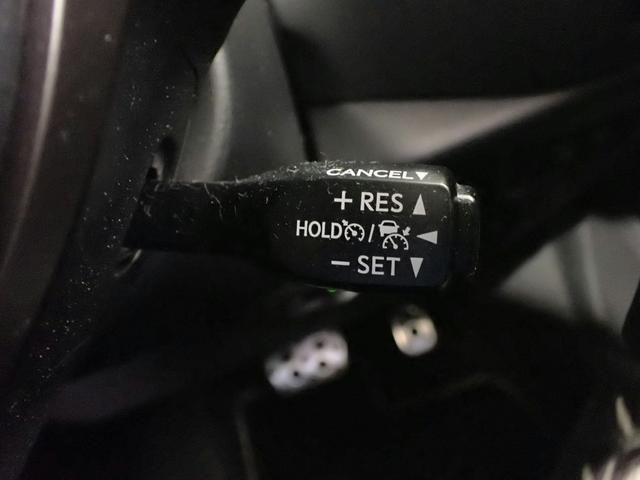 CANCEL▼
+ RES ▲
HOLD / ◀
− SET ▼